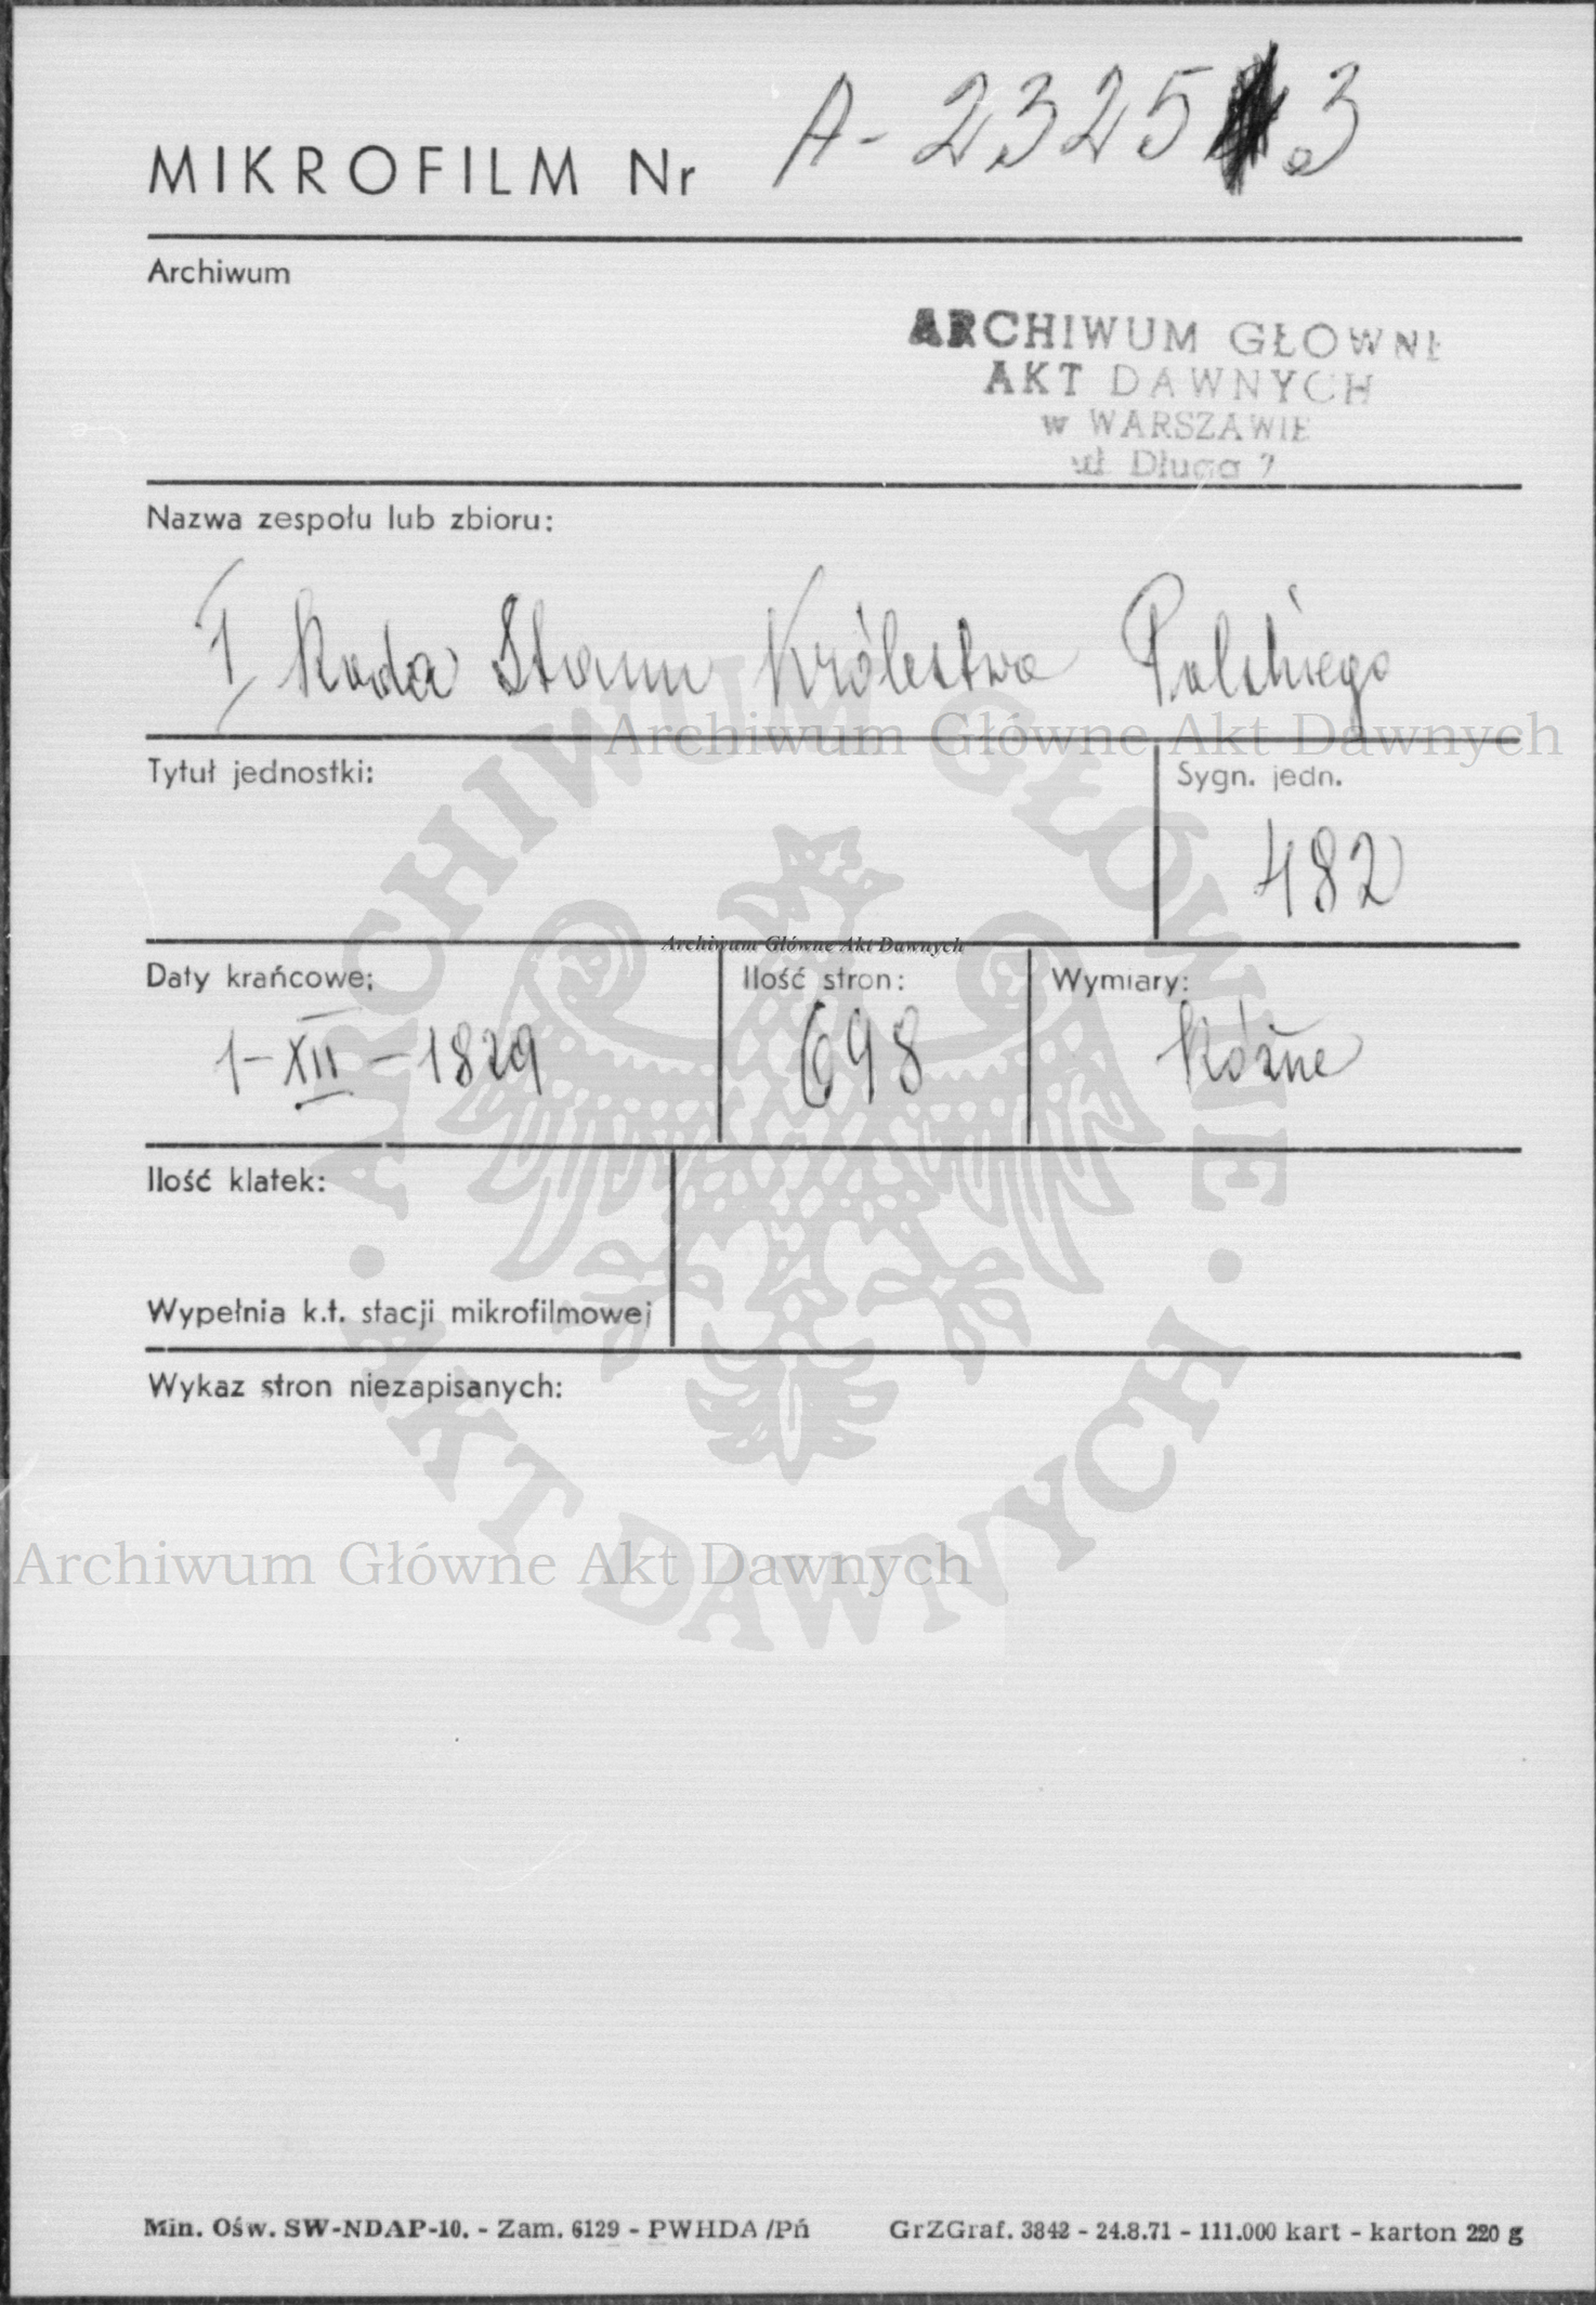 MIKROFILM Nr A-23253
Archiwum
ARCHIWUM GŁOWNE
AKT DAWNYCH
w WARSZAWIE
ul Długa 7
Nazwa zespołu lub zbioru:
I Rada Stanu Królestwa Polskiego
Archiwum Główne Akt Dawnych
Tytuł jednostki:
Sygn. jedn.
482
Archiwum Główne Akt Dawnych
Daty krańcowe:
Ilość stron:
Wymiary:
1-XII-1829
698
Różne
Ilość klatek:
Wypełnia k.t. stacji mikrofilmowej
Wykaz stron niezapisanych:
ARCHIWUM GŁÓWNE
AKT DAWNYCH
Archiwum Główne Akt Dawnych
Min. Ośw. SW-NDAP-10. - Zam. 6129 - PWHDA/Pń GrZGraf. 3842 - 24.8.71 - 111.000 kart - karton 220 g